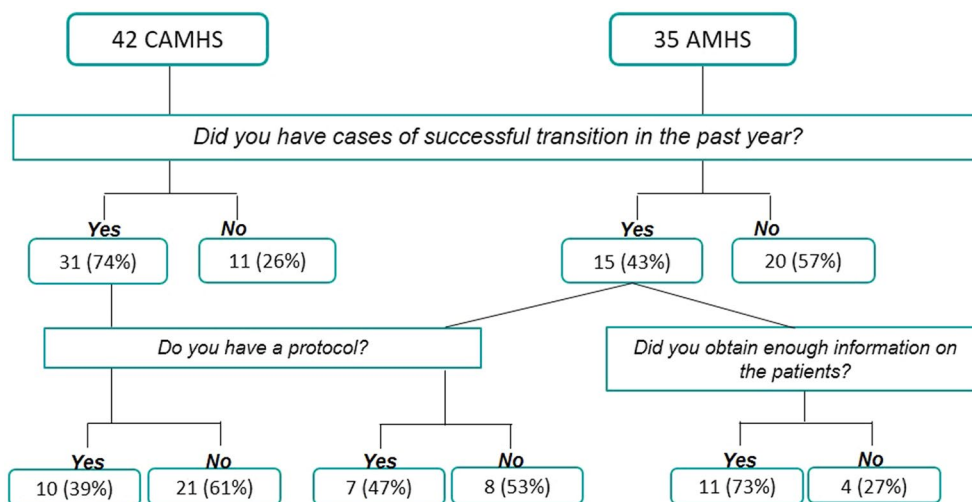 42 CAMHS
35 AMHS
Did you have cases of successful transition in the past year?
Yes
No
Yes
No
31 (74%)
11 (26%)
15 (43%)
20 (57%)
Do you have a protocol?
Did you obtain enough information on
the patients?
Yes
No
Yes
No
Yes
No
10 (39%)
21 (61%)
7 (47%)
8 (53%)
11 (73%)
4 (27%)